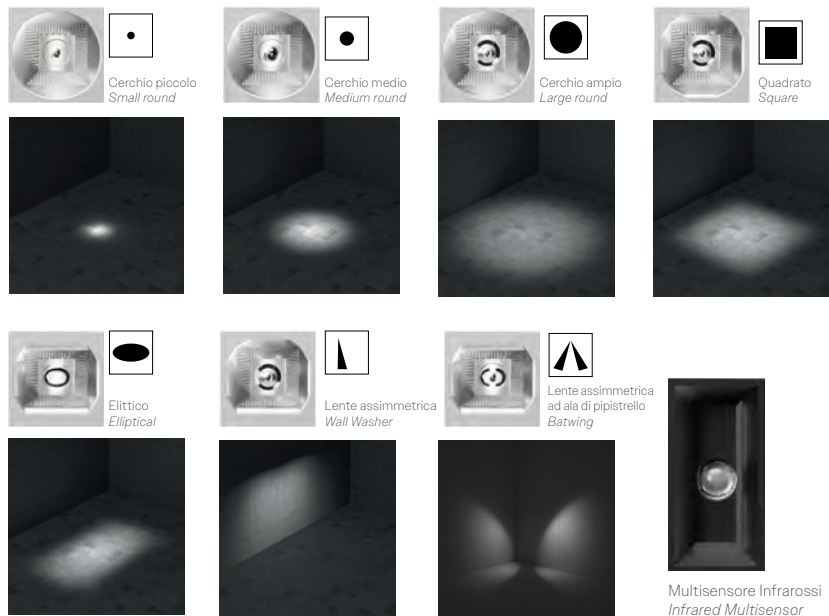 Cerchio piccolo
Small round
Cerchio medio
Medium round
Cerchio ampio
Large round
Quadrato
Square
Elittico
Elliptical
Lente assimmetrica
Wall Washer
Lente assimmetrica
ad ala di pipistrello
Batwing
Multisensore Infrarossi
Infrared Multisensor